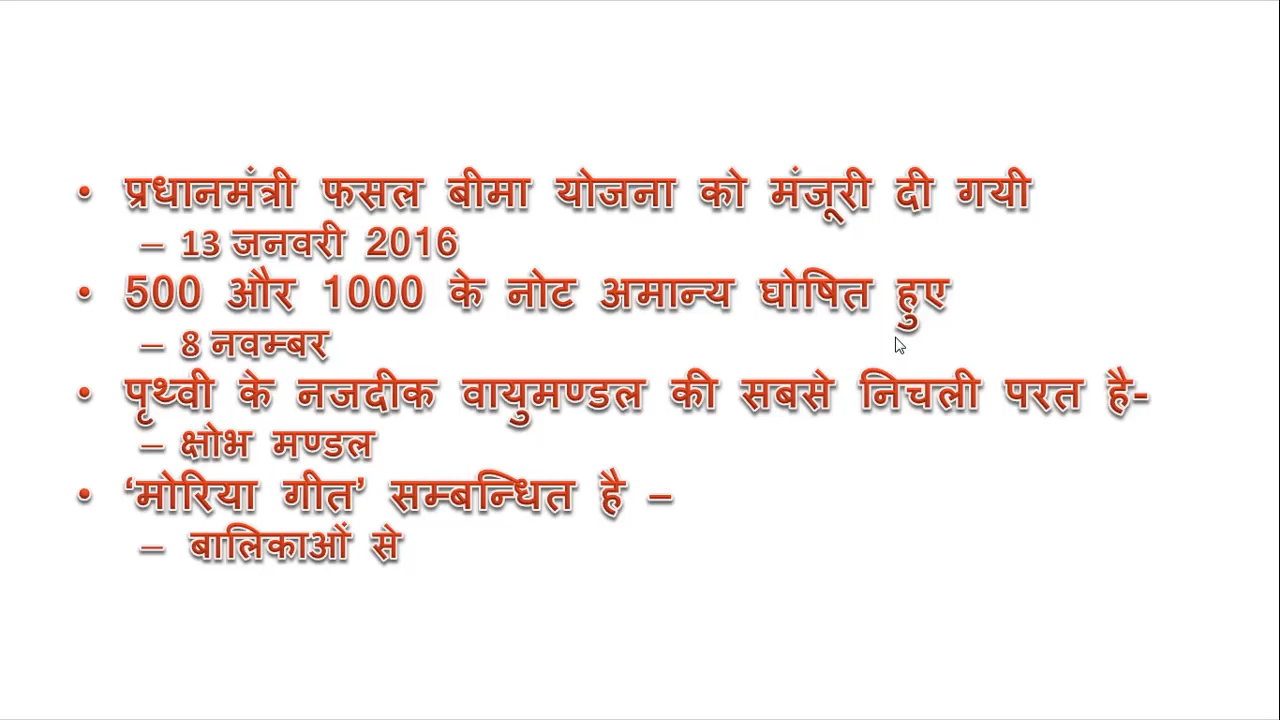 • प्रधानमंत्री फसल बीमा योजना को मंजूरी दी गयी
– 13 जनवरी 2016
• 500 और 1000 के नोट अमान्य घोषित हुए
– 8 नवम्बर
• पृथ्वी के नजदीक वायुमण्डल की सबसे निचली परत है-
– क्षोभ मण्डल
• ‘मोरिया गीत’ सम्बन्धित है –
– बालिकाओं से